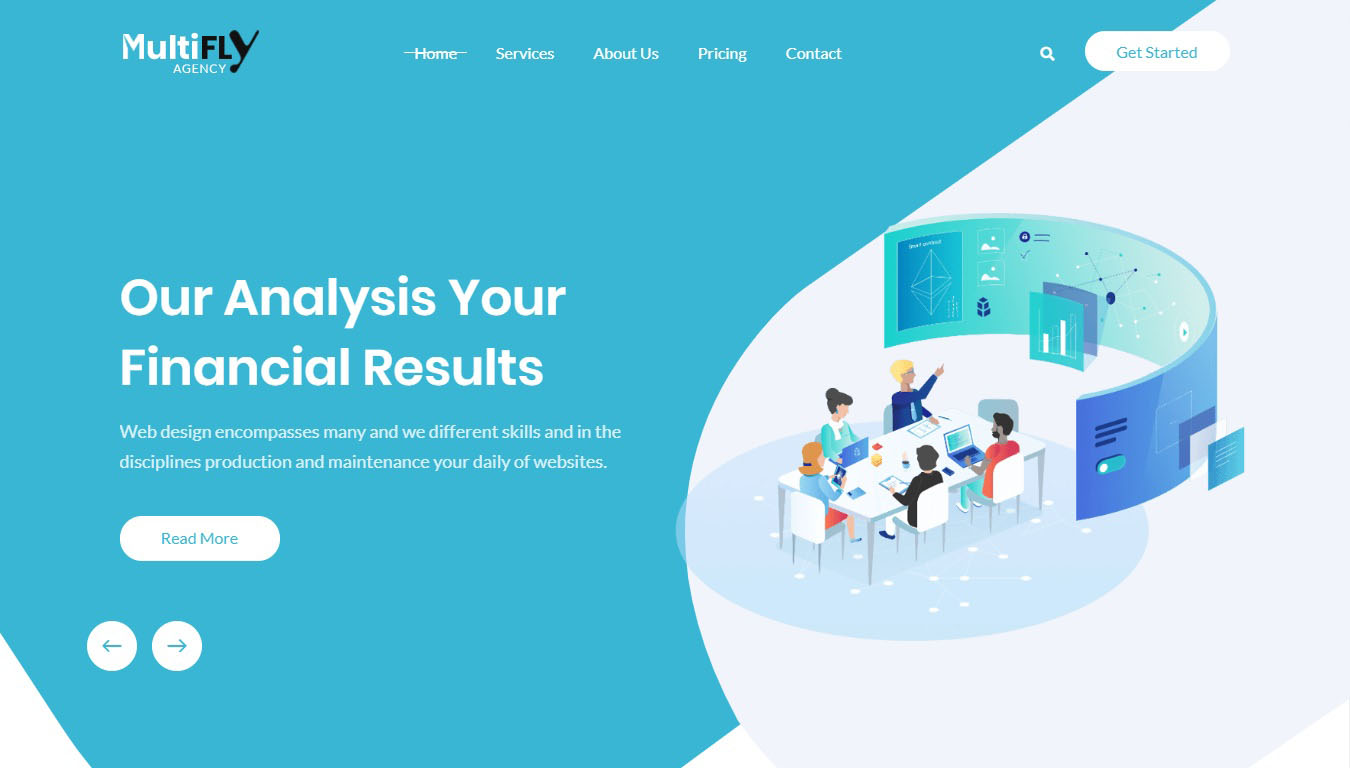 MultiFLy
AGENCY
Home Services About Us Pricing Contact
Get Started
Smart contract
Our Analysis Your
Financial Results
Web design encompasses many and we different skills and in the
disciplines production and maintenance your daily of websites.
Read More